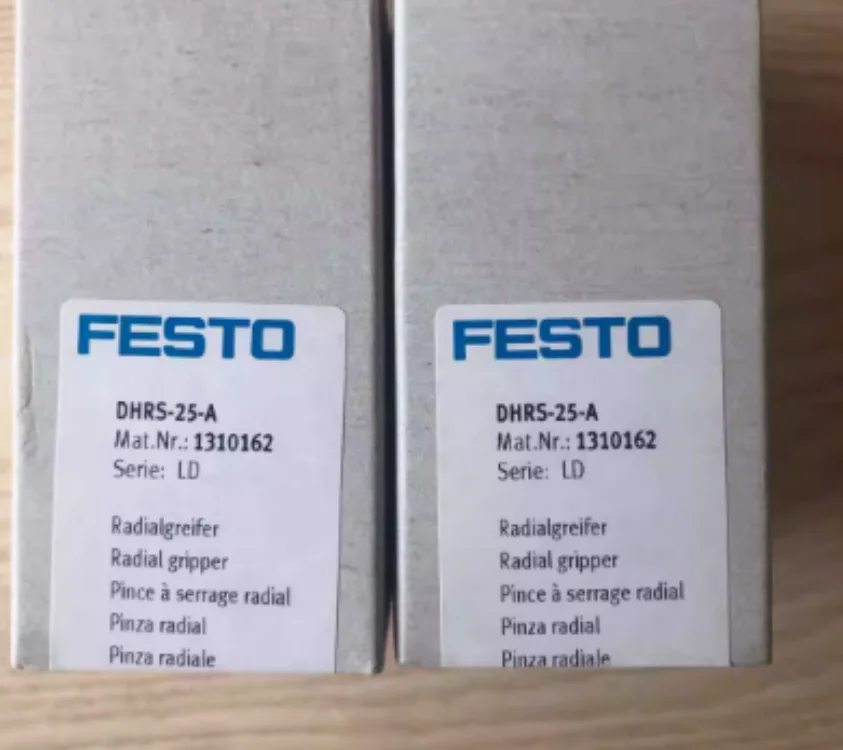 FESTO
DHRS-25-A
Mat.Nr.: 1310162
Serie: LD
Radialgreifer
Radial gripper
Pince à serrage radial
Pinza radial
Pinza radiale
FESTO
DHRS-25-A
Mat.Nr.: 1310162
Serie: LD
Radialgreifer
Radial gripper
Pince à serrage radial
Pinza radial
Pinza radiale